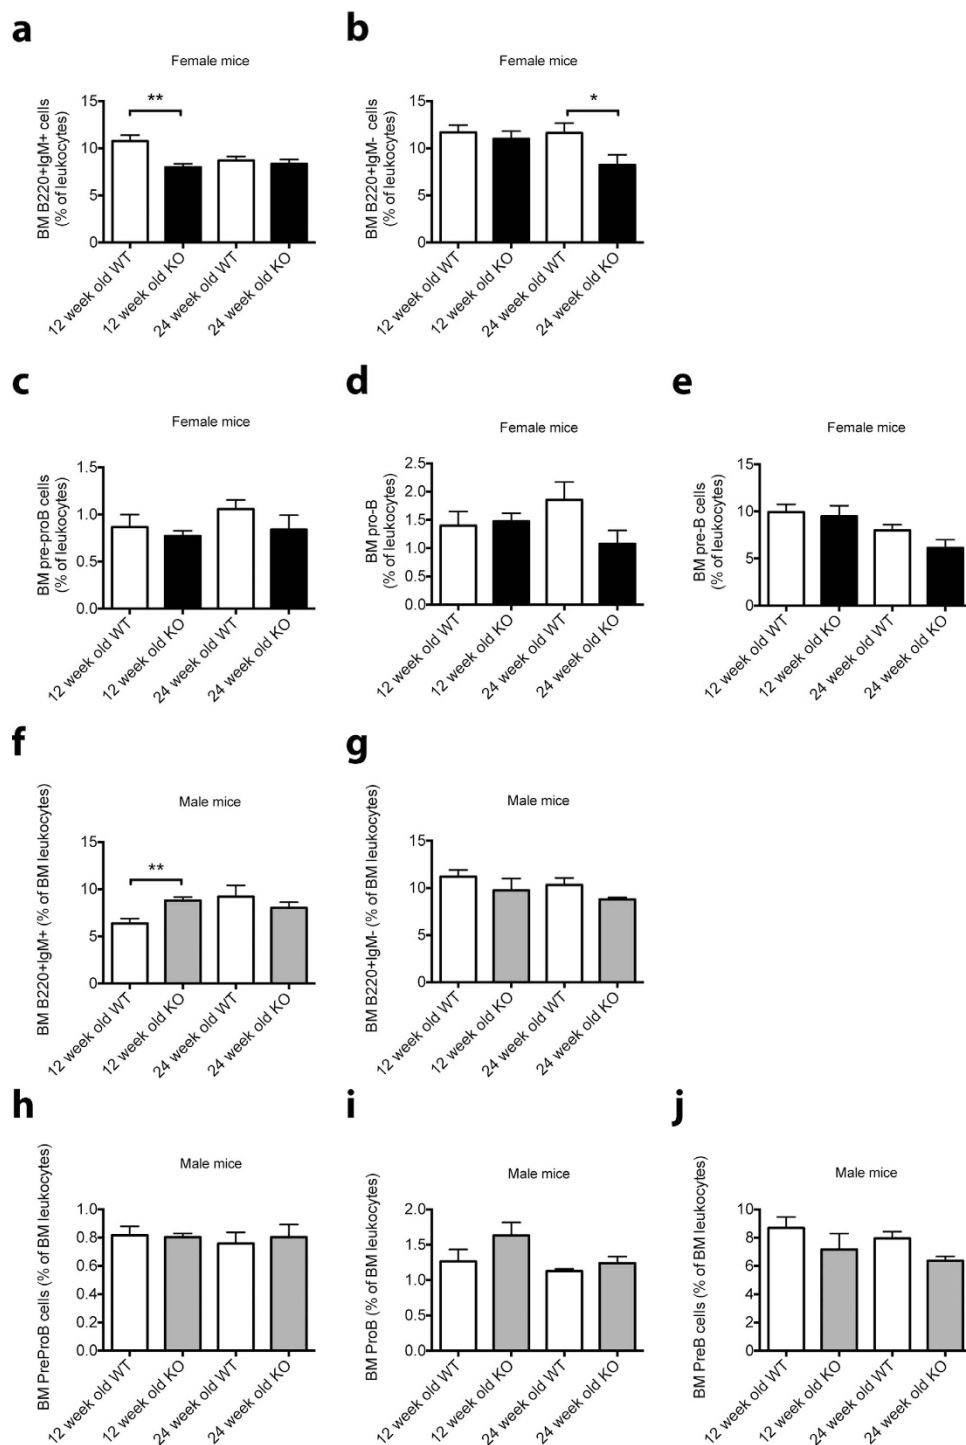 a
Female mice
BM B220+IgM+ cells
(% of leukocytes)
15
10
5
0
**
12 week old WT
12 week old KO
24 week old WT
24 week old KO
b
Female mice
BM B220+IgM- cells
(% of leukocytes)
15
10
5
0
*
12 week old WT
12 week old KO
24 week old WT
24 week old KO
c
Female mice
BM pre-proB cells
(% of leukocytes)
1.5
1.0
0.5
0.0
12 week old WT
12 week old KO
24 week old WT
24 week old KO
d
Female mice
BM pro-B
(% of leukocytes)
2.5
2.0
1.5
1.0
0.5
0.0
12 week old WT
12 week old KO
24 week old WT
24 week old KO
e
Female mice
BM pre-B cells
(% of leukocytes)
15
10
5
0
12 week old WT
12 week old KO
24 week old WT
24 week old KO
f
Male mice
BM B220+IgM+ (% of BM leukocytes)
15
10
5
0
**
12 week old WT
12 week old KO
24 week old WT
24 week old KO
g
Male mice
BM B220+IgM- (% of BM leukocytes)
15
10
5
0
12 week old WT
12 week old KO
24 week old WT
24 week old KO
h
Male mice
BM PreProB cells (% of BM leukocytes)
1.0
0.8
0.6
0.4
0.2
0.0
12 week old WT
12 week old KO
24 week old WT
24 week old KO
i
Male mice
BM ProB (% of BM leukocytes)
2.0
1.5
1.0
0.5
0.0
12 week old WT
12 week old KO
24 week old WT
24 week old KO
j
Male mice
BM PreB cells (% of BM leukocytes)
10
8
6
4
2
0
12 week old WT
12 week old KO
24 week old WT
24 week old KO